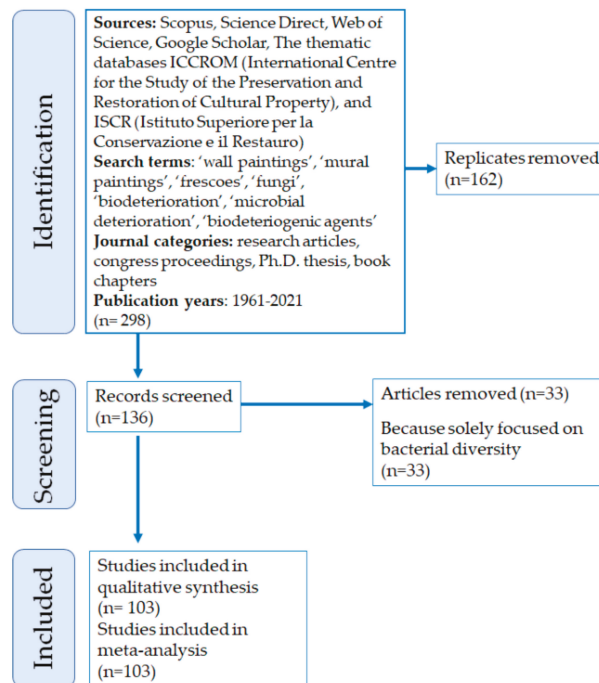 Identification
Sources: Scopus, Science Direct, Web of
Science, Google Scholar, The thematic
databases ICCROM (International Centre
for the Study of the Preservation and
Restoration of Cultural Property), and
ISCR (Istituto Superiore per la
Conservazione e il Restauro)
Search terms: ‘wall paintings’, ‘mural
paintings’, ‘frescoes’, ‘fungi’,
‘biodeterioration’, ‘microbial
deterioration’, ‘biodeteriogenic agents’
Journal categories: research articles,
congress proceedings, Ph.D. thesis, book
chapters
Publication years: 1961-2021
(n= 298)
Replicates removed
(n=162)
Screening
Records screened
(n=136)
Articles removed (n=33)
Because solely focused on
bacterial diversity
(n=33)
Included
Studies included in
qualitative synthesis
(n= 103)
Studies included in
meta-analysis
(n=103)